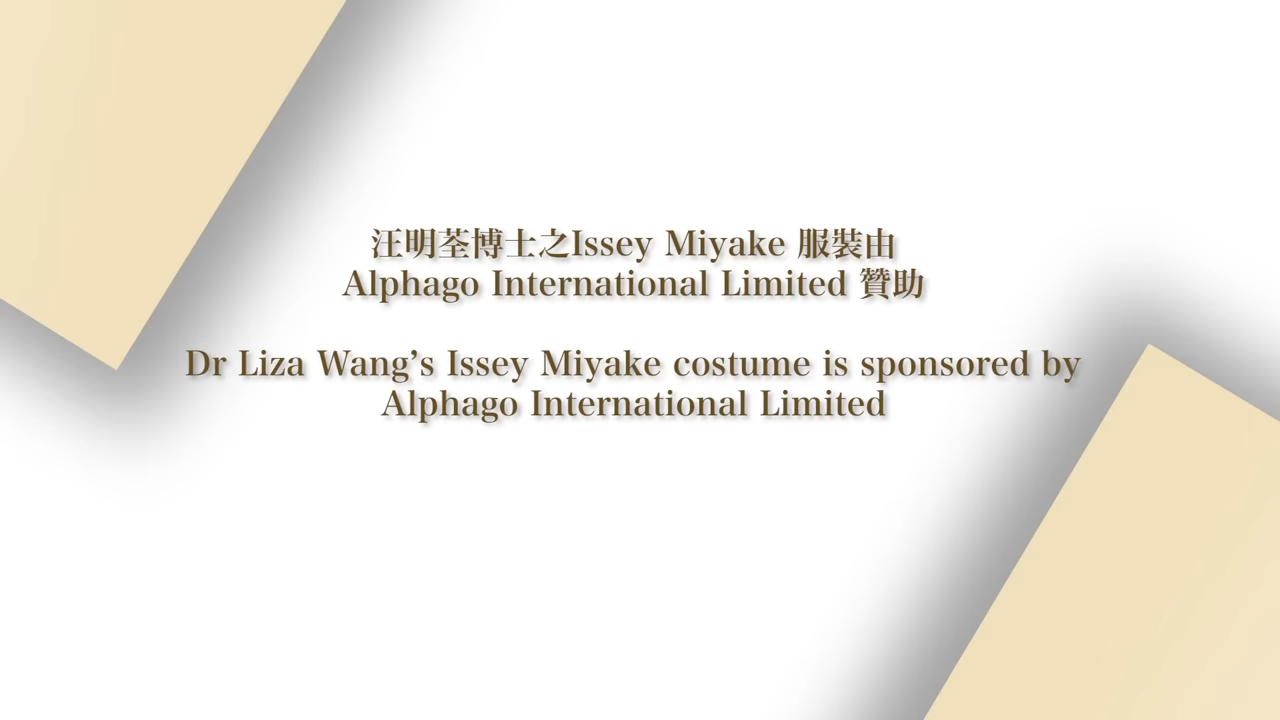 汪明荃博士之Issey Miyake 服裝由
Alphago International Limited 贊助
Dr Liza Wang’s Issey Miyake costume is sponsored by
Alphago International Limited